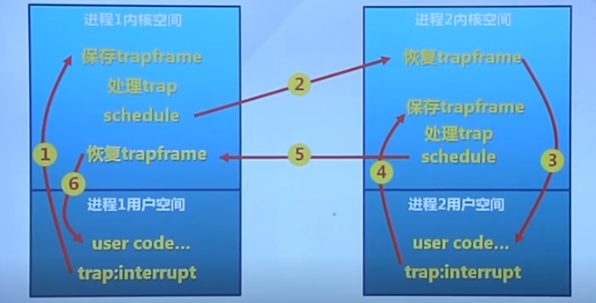 进程1内核空间
保存trapframe
处理trap
schedule
恢复trapframe
进程1用户空间
user code...
trap:interrupt
进程2内核空间
恢复trapframe
保存trapframe
处理trap
schedule
进程2用户空间
user code...
trap:interrupt
1
2
3
4
5
6